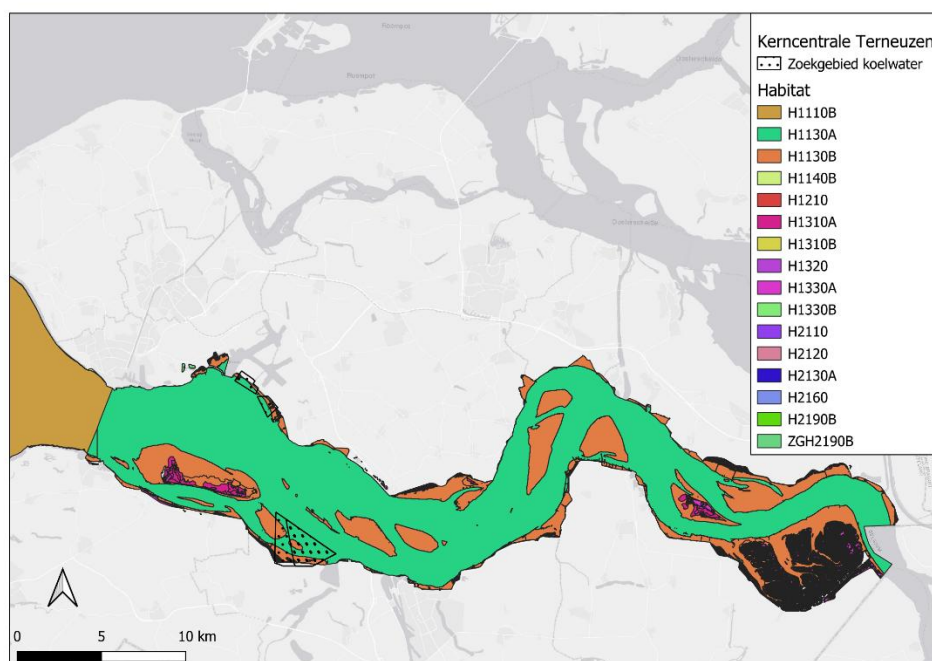 Kerncentrale Terneuzen
Zoekgebied koelwater
Habitat
H1110B
H1130A
H1130B
H1140B
H1210
H1310A
H1310B
H1320
H1330A
H1330B
H2110
H2120
H2130A
H2160
H2190B
ZGH2190B
Roompot
0 5 10 km